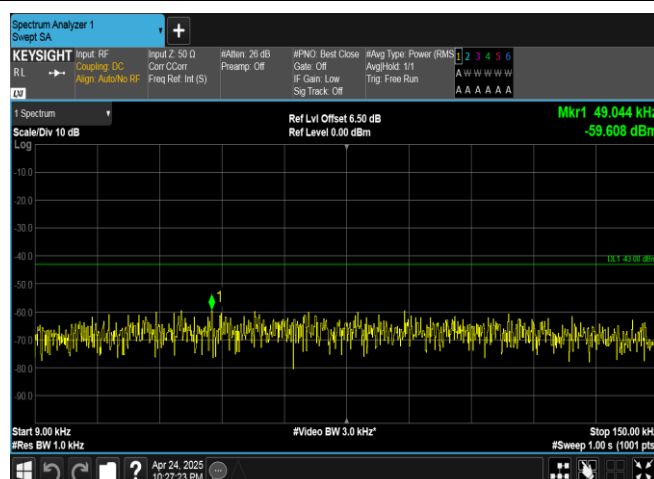 Spectrum Analyzer 1
Swept SA
+
KEYSIGHT Input: RF Input Z: 50 Ω #Atten: 26 dB #PNO: Best Close #Avg Type: Power (RMS 1 2 3 4 5 6
RL Coupling: DC Corr CCorr Preamp: Off Gate: Off Avg|Hold: 1/1 A W W W W W
Align: Auto/No RF Freq Ref: Int (S) IF Gain: Low Trig: Free Run
Sig Track: Off A A A A A A
LXI
1 Spectrum Ref Lvl Offset 6.50 dB Mkr1 49.044 kHz
Scale/Div 10 dB Ref Level 0.00 dBm -59.608 dBm
Log
-10.0
-20.0
-30.0
-40.0
DL1 -43.00 dBm
-50.0
1
-60.0
-70.0
-80.0
-90.0
Start 9.00 kHz #Video BW 3.0 kHz* Stop 150.00 kHz
#Res BW 1.0 kHz #Sweep 1.00 s (1001 pts
? Apr 24, 2025
10:27:23 PM